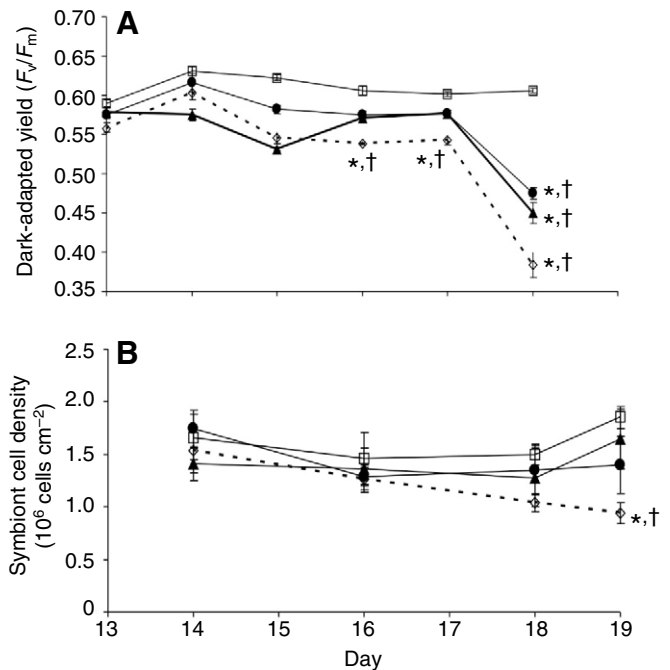 A
0.70
0.65
0.60
0.55
0.50
0.45
0.40
0.35
Dark-adapted yield (Fv/Fm)
*,†
*,†
*,†
*,†
*,†
B
2.5
2.0
1.5
1.0
0.5
0
Symbiont cell density
(10⁶ cells cm⁻²)
*,†
13 14 15 16 17 18 19
Day